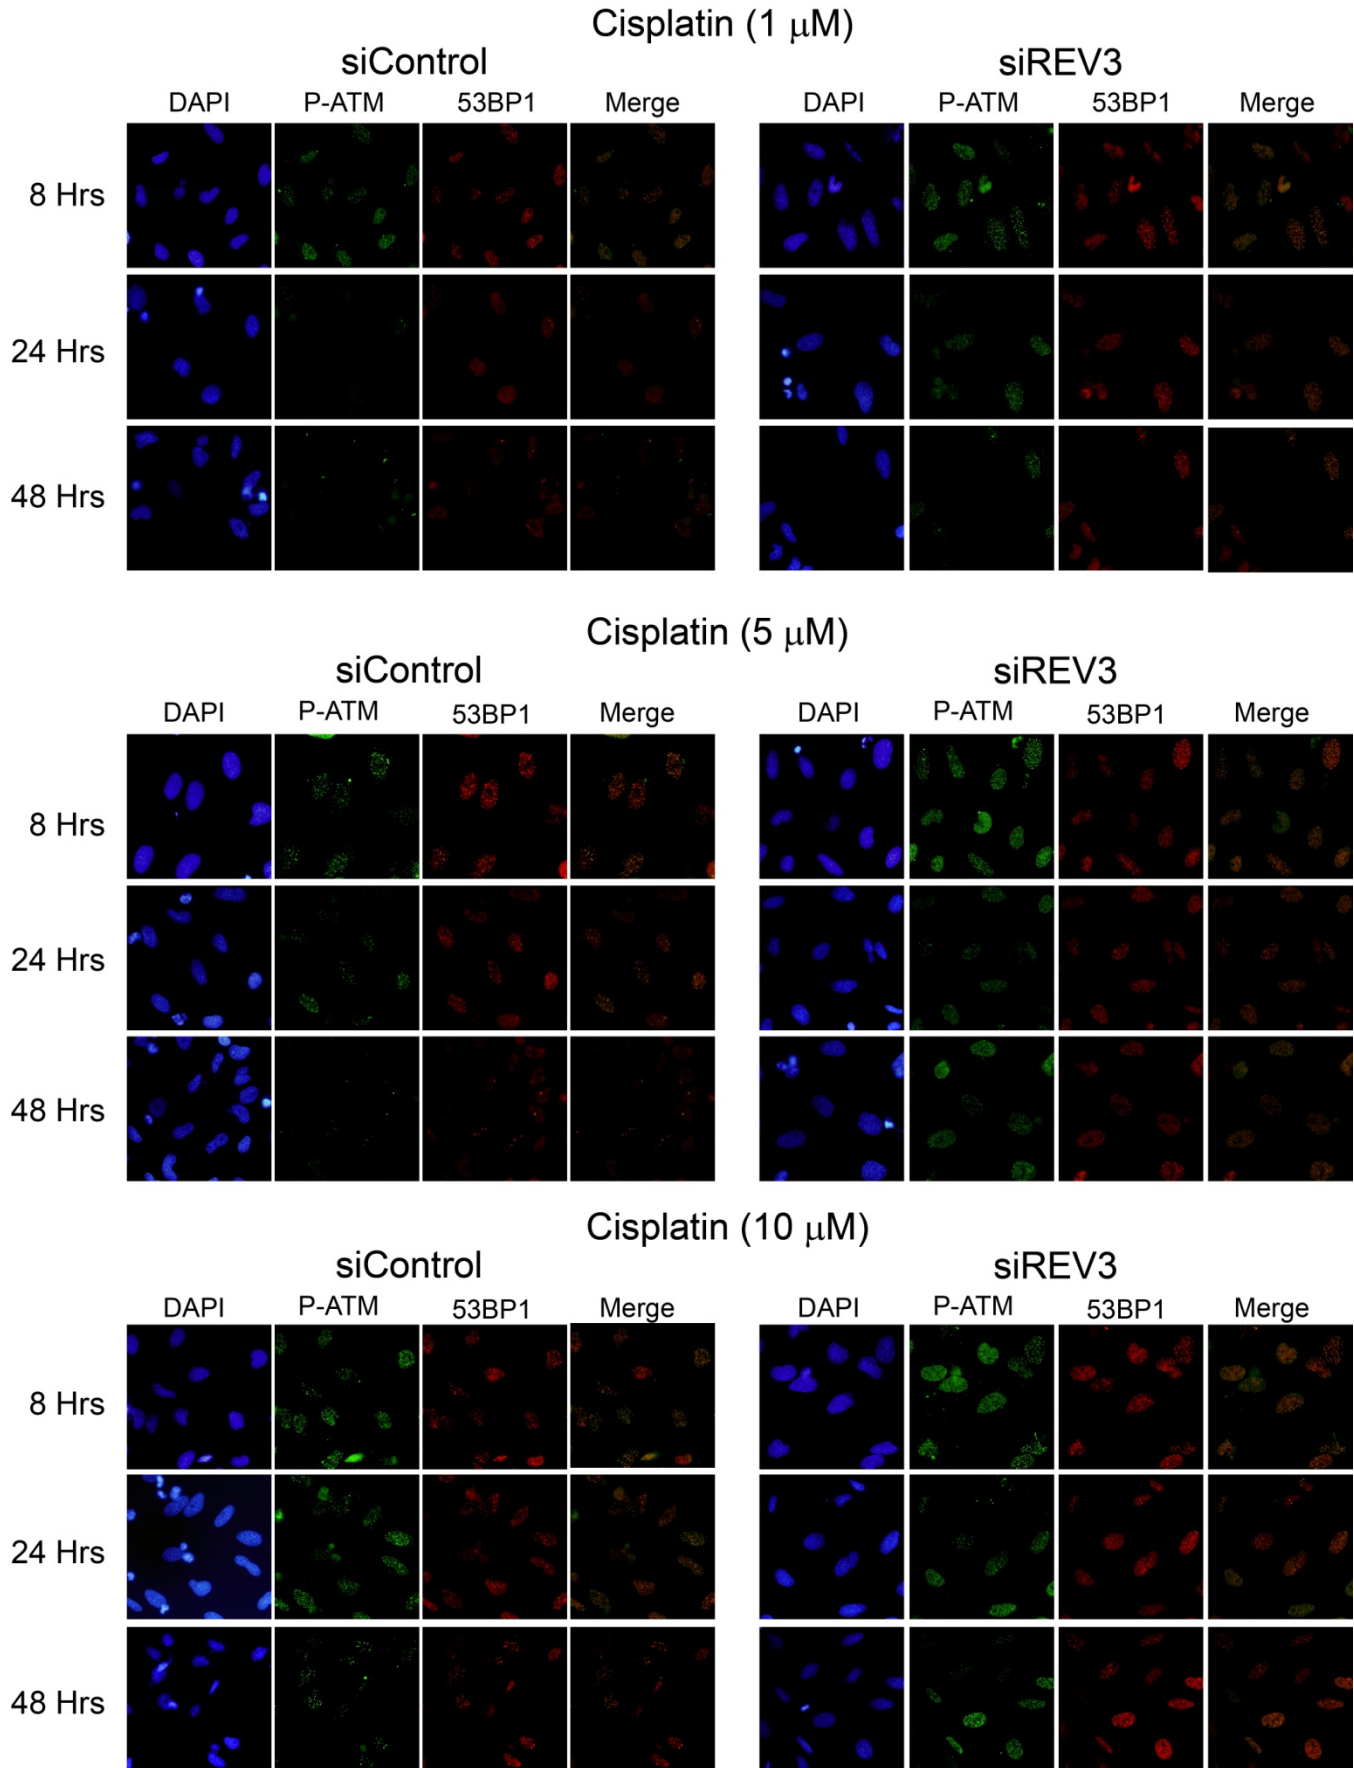 Cisplatin (1 μM)
siControl siREV3
DAPI P-ATM 53BP1 Merge DAPI P-ATM 53BP1 Merge
8 Hrs
24 Hrs
48 Hrs
Cisplatin (5 μM)
siControl siREV3
DAPI P-ATM 53BP1 Merge DAPI P-ATM 53BP1 Merge
8 Hrs
24 Hrs
48 Hrs
Cisplatin (10 μM)
siControl siREV3
DAPI P-ATM 53BP1 Merge DAPI P-ATM 53BP1 Merge
8 Hrs
24 Hrs
48 Hrs